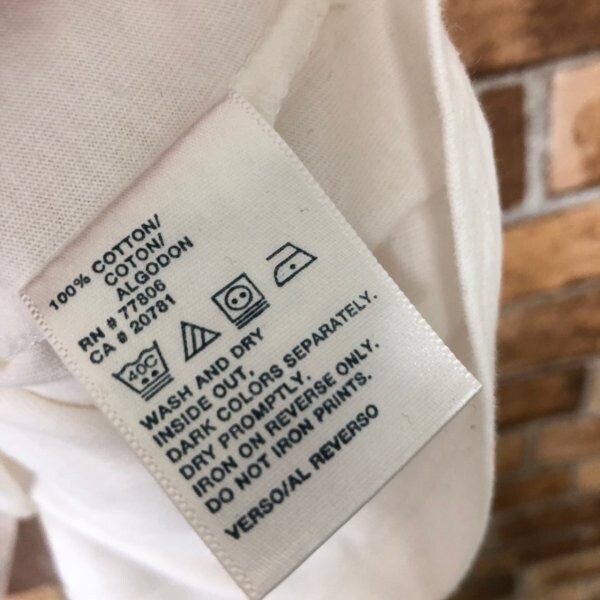 100% COTTON/
COTON/
ALGODON
RN # 77806
CA # 20781
40C
WASH AND DRY
INSIDE OUT.
DARK COLORS SEPARATELY.
DRY PROMPTLY.
IRON ON REVERSE ONLY.
DO NOT IRON PRINTS.
VERSO/AL REVERSO